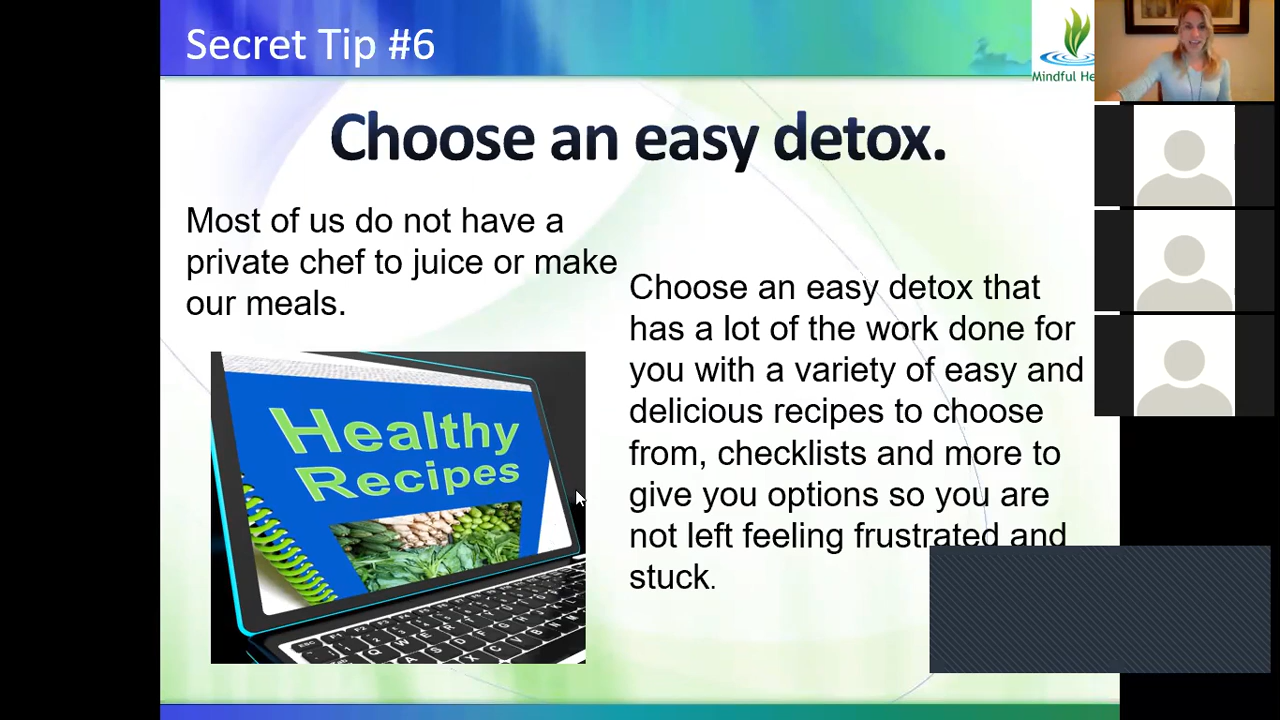 Secret Tip #6
Mindful He
Choose an easy detox.
Most of us do not have a
private chef to juice or make
our meals.
Choose an easy detox that
has a lot of the work done for
you with a variety of easy and
delicious recipes to choose
from, checklists and more to
give you options so you are
not left feeling frustrated and
stuck.
Healthy
Recipes